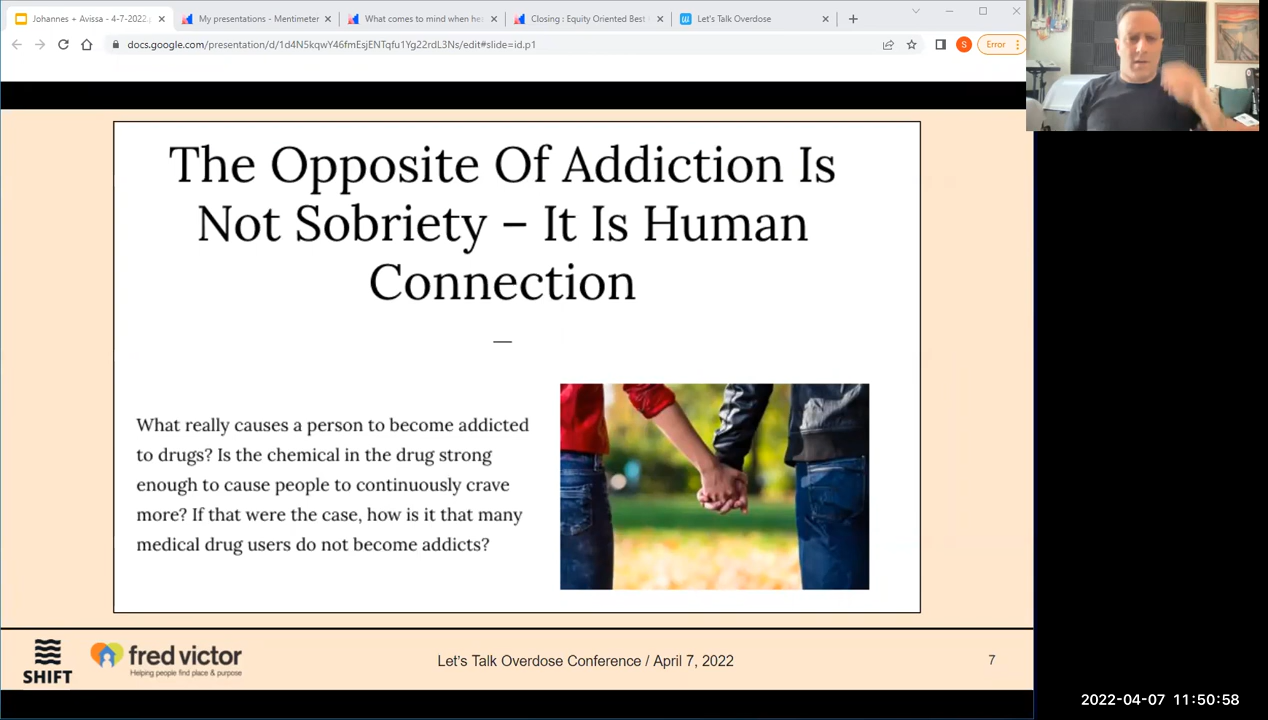 Johannes + Avissa - 4-7-2022.
My presentations - Mentimeter
What comes to mind when he
Closing : Equity Oriented Best
Let's Talk Overdose
docs.google.com/presentation/d/1d4N5kqwY46fmEsjENTqfu1Yg22rdL3Ns/edit#slide=id.p1
S
Error
The Opposite Of Addiction Is
Not Sobriety – It Is Human
Connection
What really causes a person to become addicted
to drugs? Is the chemical in the drug strong
enough to cause people to continuously crave
more? If that were the case, how is it that many
medical drug users do not become addicts?
SHIFT
fred victor
Helping people find place & purpose
Let's Talk Overdose Conference / April 7, 2022
7
2022-04-07 11:50:58